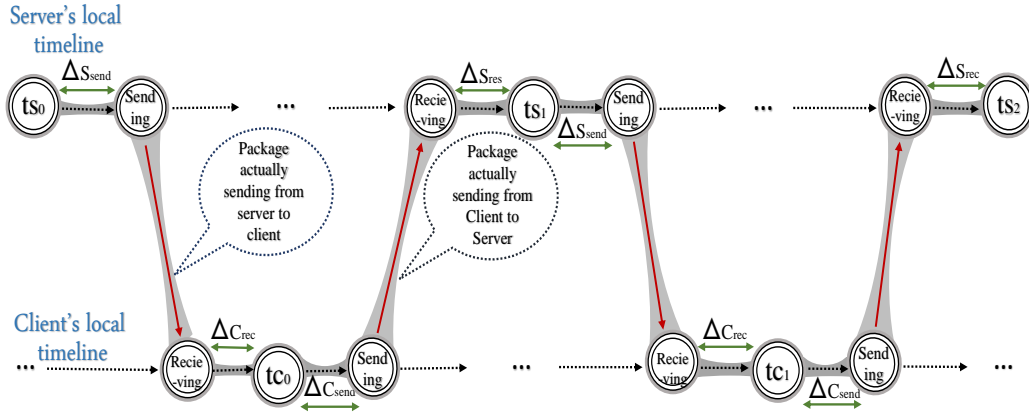 Server's local
timeline
ΔSsend
ts0
Send
ing
...
Recie
-ving
ΔSres
ts1
ΔSsend
Send
ing
...
Recie
-ving
ΔSrec
ts2
Package
actually
sending from
server to
client
Package
actually
sending from
Client to
Server
Client's local
timeline
...
Recie
-ving
ΔCrec
tc0
ΔCsend
Send
ing
...
Recie
-ving
ΔCrec
tc1
ΔCsend
Send
ing
...